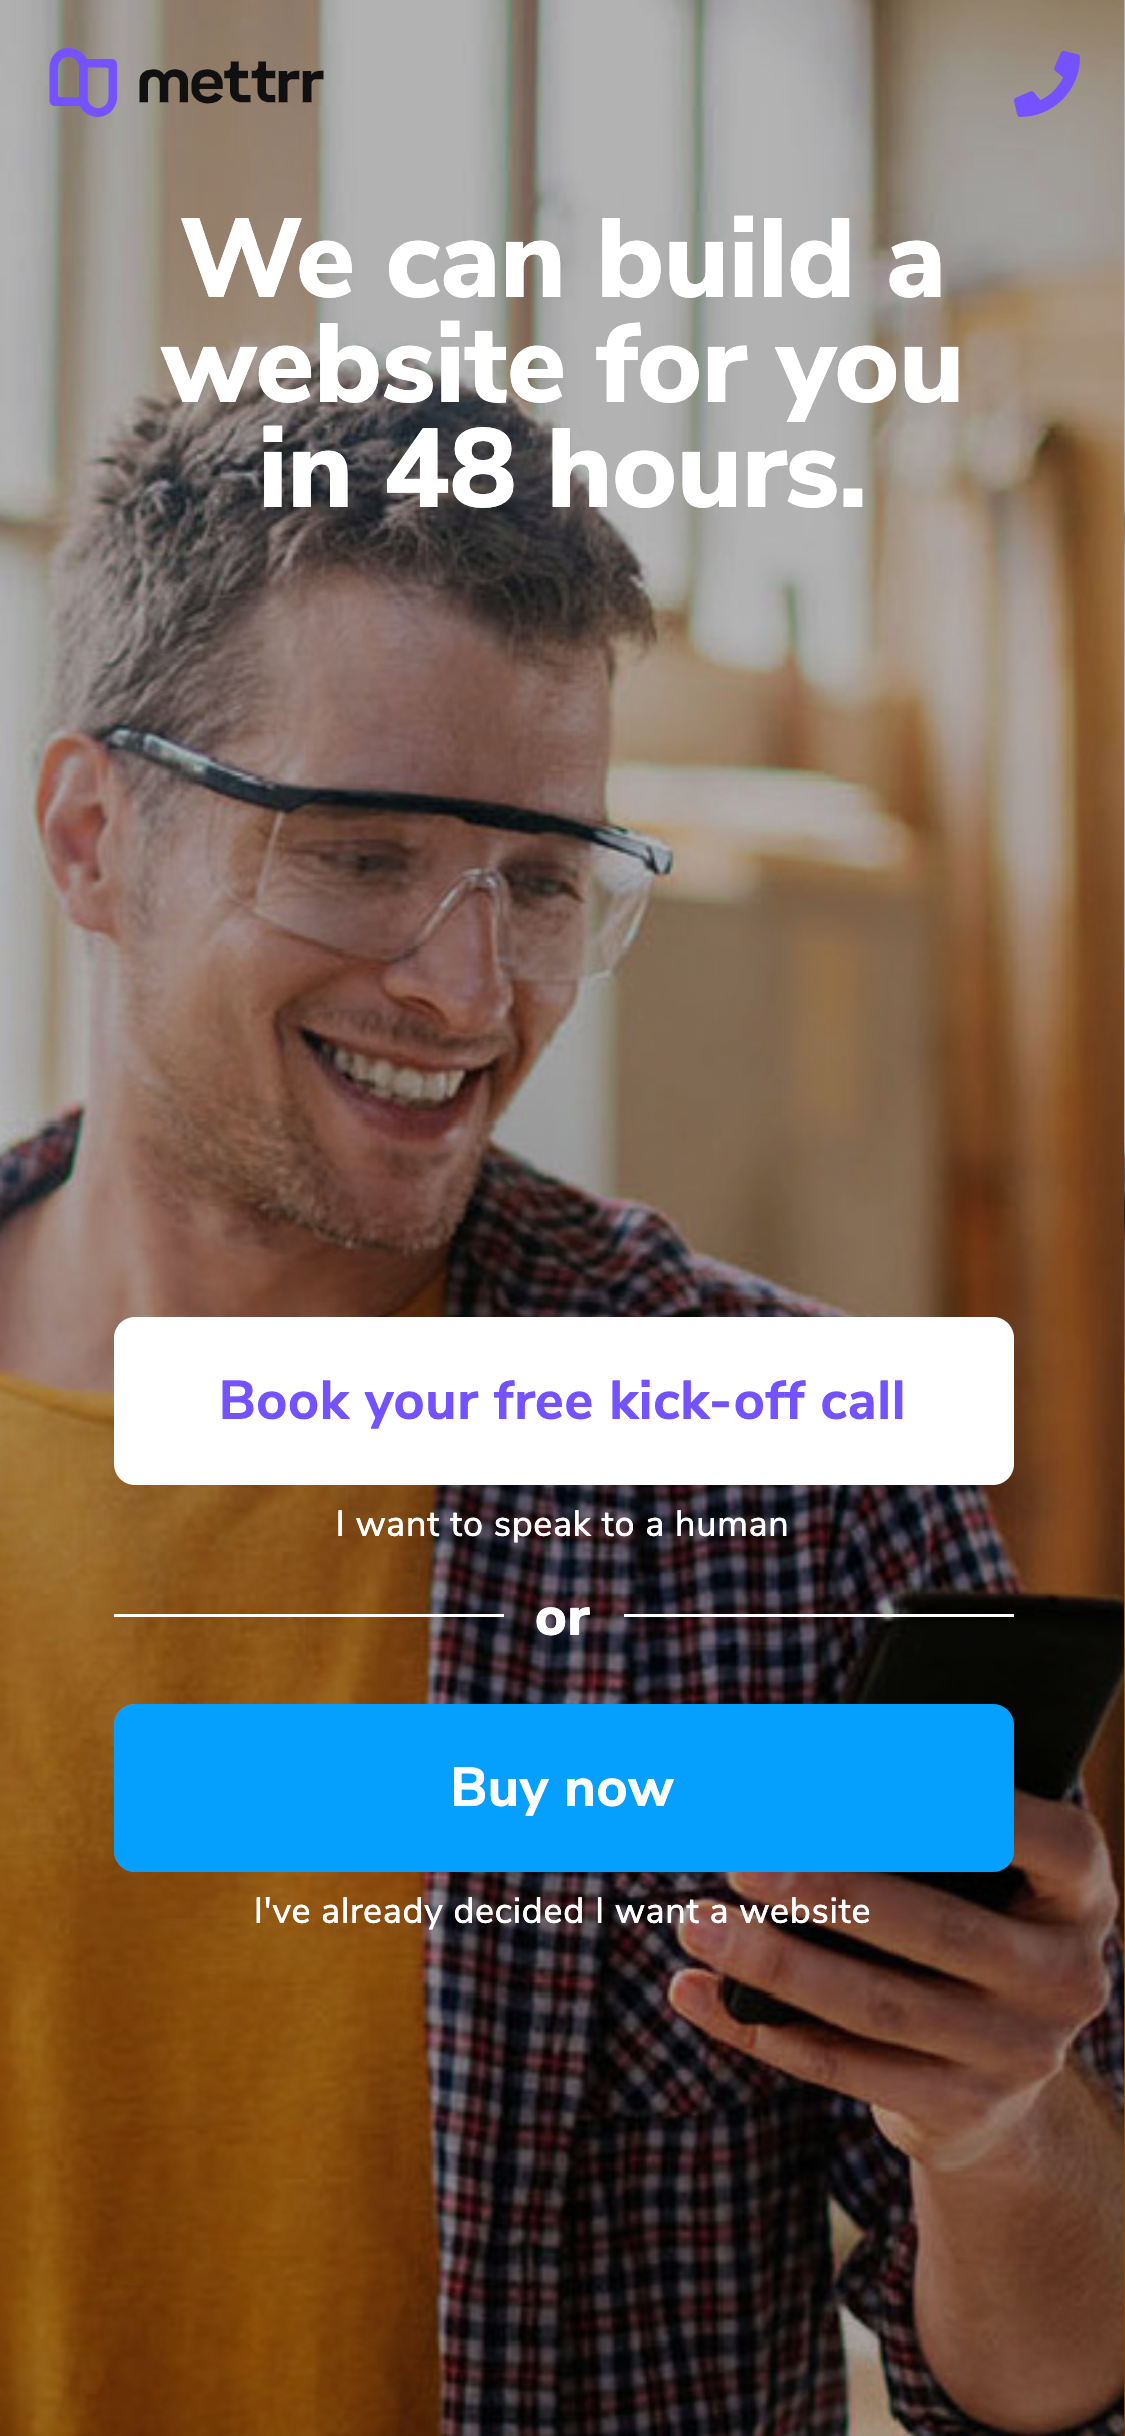 mettrr
We can build a
website for you
in 48 hours.
Book your free kick-off call
I want to speak to a human
or
Buy now
I've already decided I want a website